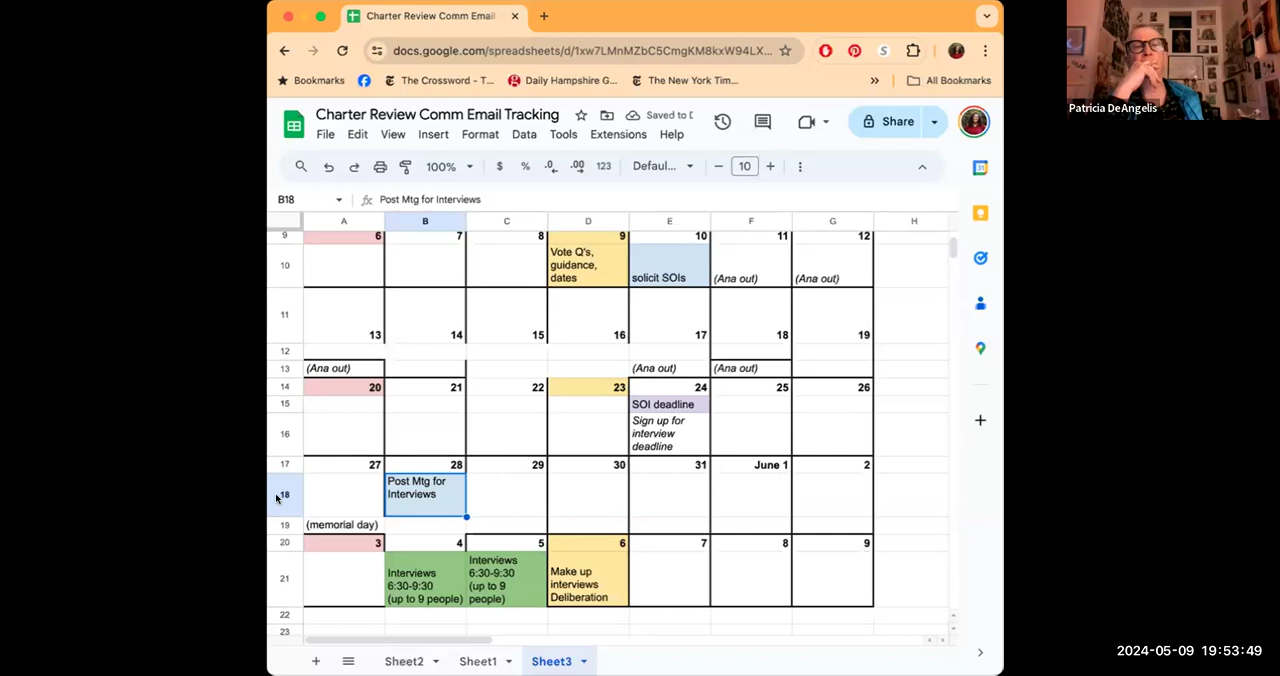 Charter Review Comm Email
docs.google.com/spreadsheets/d/1xw7LMnMZbC5CmgKM8kxW94LX...
Bookmarks
The Crossword - T...
Daily Hampshire G...
The New York Tim...
All Bookmarks
Patricia DeAngelis
Charter Review Comm Email Tracking
Saved to D
File Edit View Insert Format Data Tools Extensions Help
Share
100% $ % .0 .00 123 Defaul... 10
B18 Post Mtg for Interviews
A B C D E F G H
9 6 7 8 9 10 11 12
10
Vote Q's,
guidance,
dates
solicit SOIs
(Ana out)
(Ana out)
11
13 14 15 16 17 18 19
12
13 (Ana out) (Ana out) (Ana out)
14 20 21 22 23 24 25 26
15 SOI deadline
16
Sign up for
interview
deadline
17 27 28 29 30 31 June 1 2
18
Post Mtg for
Interviews
19 (memorial day)
20 3 4 5 6 7 8 9
21
Interviews
6:30-9:30
(up to 9 people)
Interviews
6:30-9:30
(up to 9
people)
Make up
interviews
Deliberation
22
23
Sheet2 Sheet1 Sheet3
2024-05-09 19:53:49